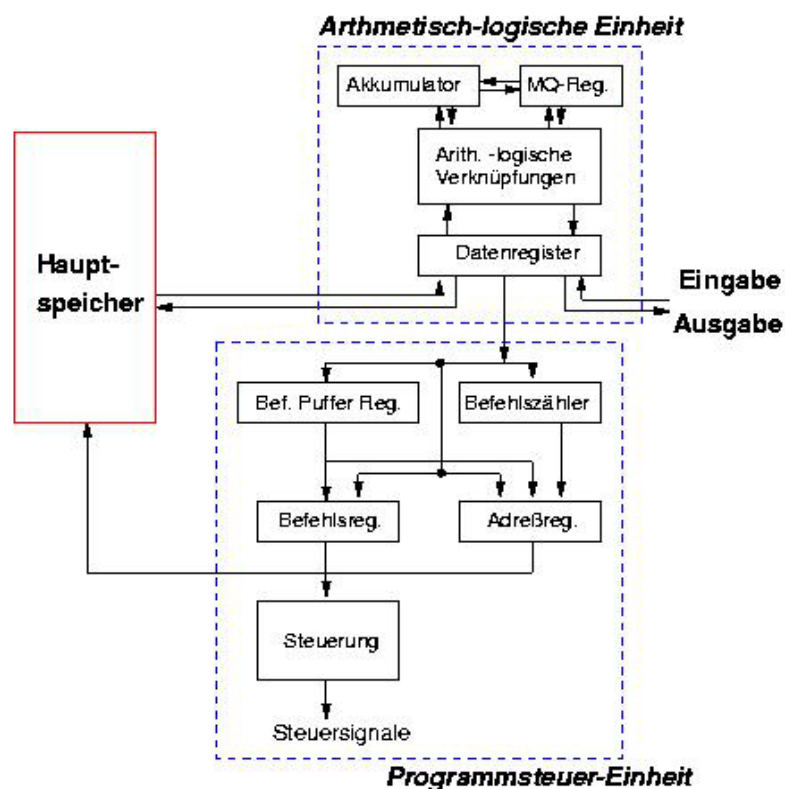 Arthmetisch-logische Einheit
Akkumulator
MQ-Reg.
Arith. -logische
Verknüpfungen
Datenregister
Haupt-
speicher
Eingabe
Ausgabe
Bef. Puffer Reg.
Befehlszähler
Befehlsreg.
Adreßreg.
Steuerung
Steuersignale
Programmsteuer-Einheit